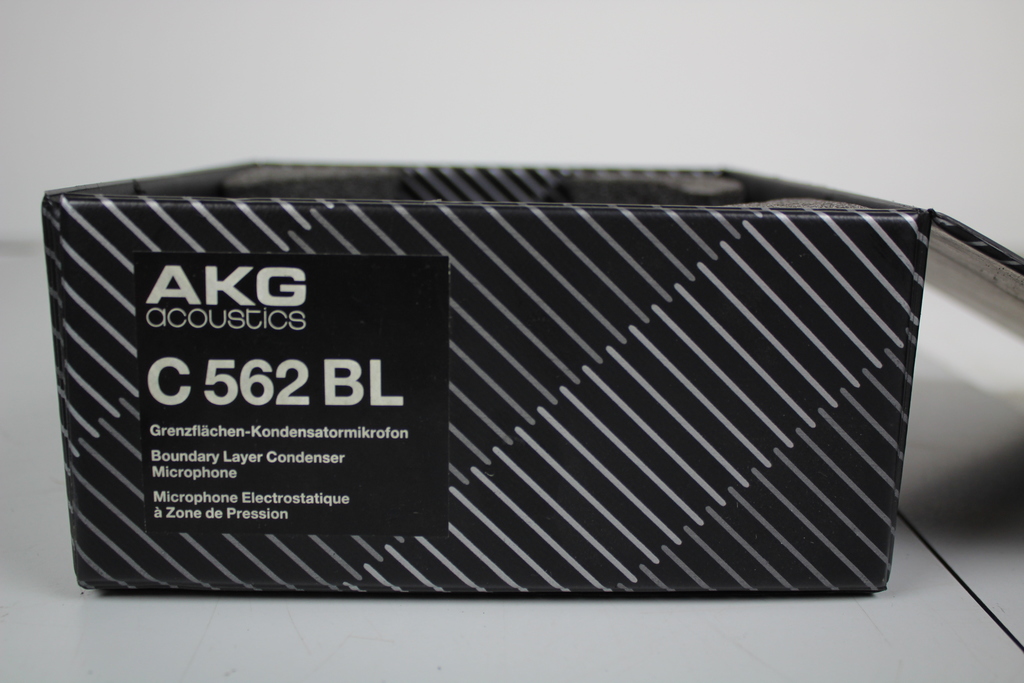 AKG
acoustics
C 562 BL
Grenzflächen-Kondensatormikrofon
Boundary Layer Condenser
Microphone
Microphone Electrostatique
à Zone de Pression